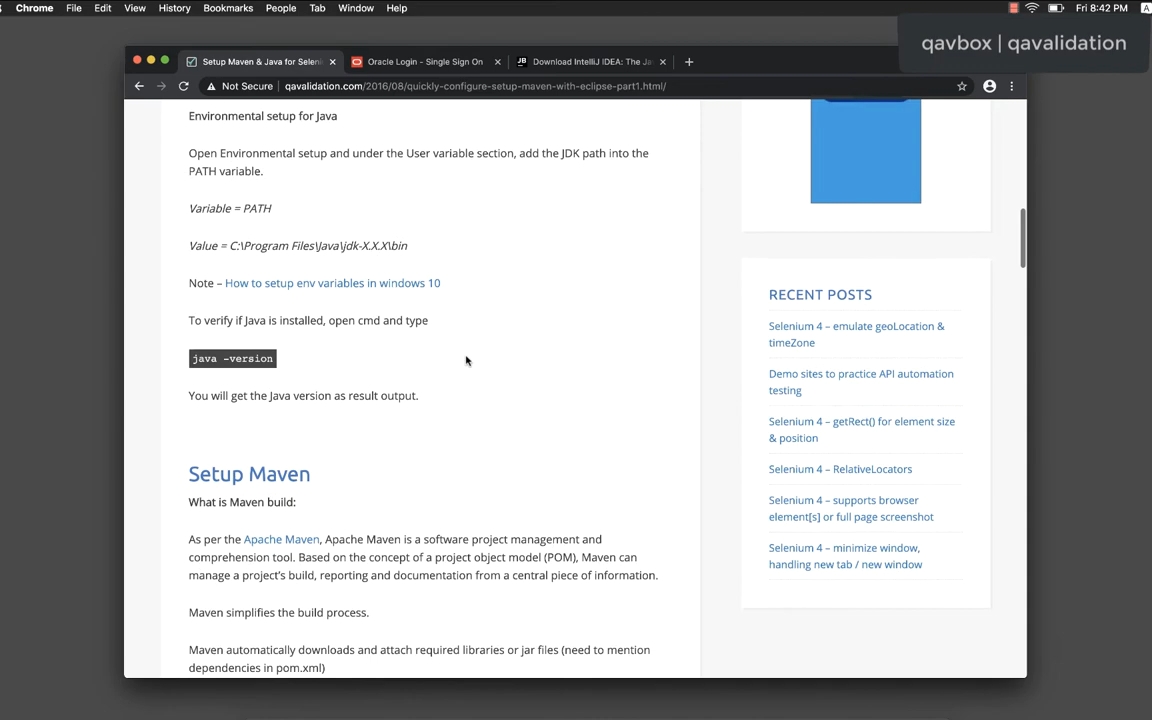 Chrome File Edit View History Bookmarks People Tab Window Help Fri 8:42 PM A
qavbox | qavalidation
Setup Maven & Java for Seleni Oracle Login - Single Sign On Download IntelliJ IDEA: The Ja
Not Secure qavalidation.com/2016/08/quickly-configure-setup-maven-with-eclipse-part1.html/
Environmental setup for Java
Open Environmental setup and under the User variable section, add the JDK path into the
PATH variable.
Variable = PATH
Value = C:\Program Files\Java\jdk-X.X.X\bin
Note – How to setup env variables in windows 10
To verify if Java is installed, open cmd and type
java -version
You will get the Java version as result output.
Setup Maven
What is Maven build:
As per the Apache Maven, Apache Maven is a software project management and
comprehension tool. Based on the concept of a project object model (POM), Maven can
manage a project's build, reporting and documentation from a central piece of information.
Maven simplifies the build process.
Maven automatically downloads and attach required libraries or jar files (need to mention
dependencies in pom.xml)
RECENT POSTS
Selenium 4 – emulate geoLocation &
timeZone
Demo sites to practice API automation
testing
Selenium 4 – getRect() for element size
& position
Selenium 4 – RelativeLocators
Selenium 4 – supports browser
element[s] or full page screenshot
Selenium 4 – minimize window,
handling new tab / new window